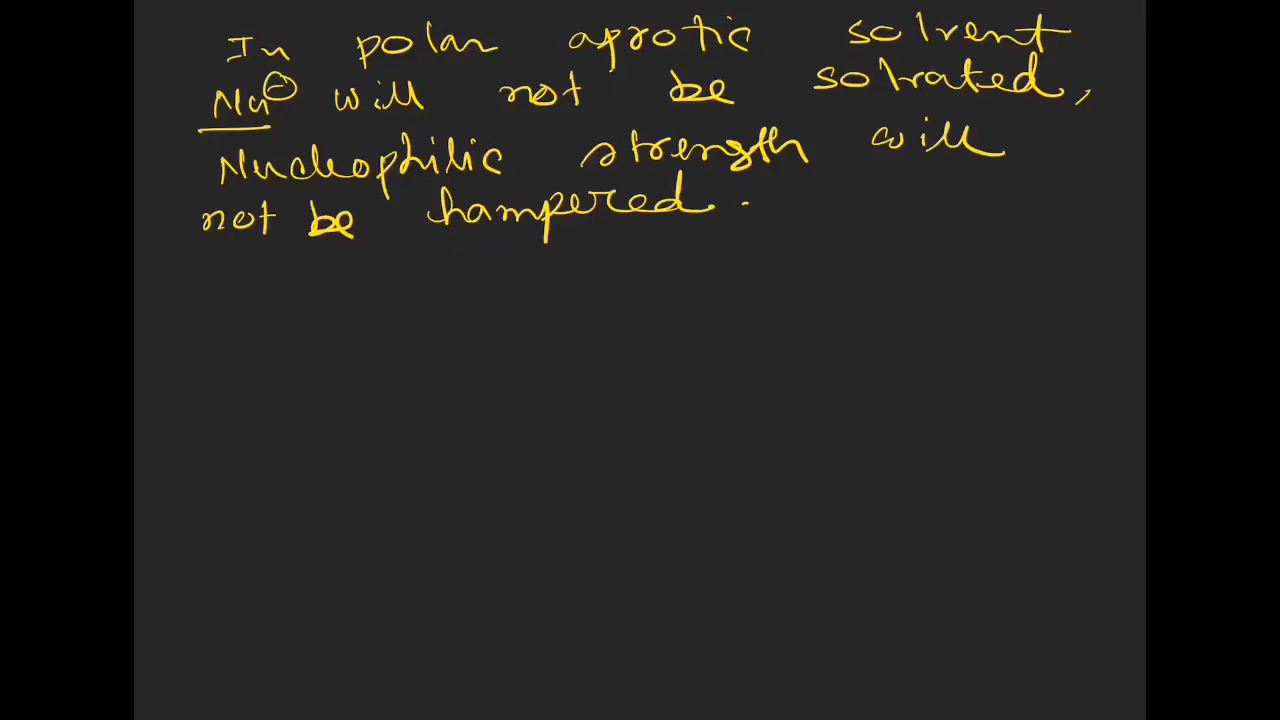 In polar aprotic solvent
Nu⊖ will not be solvated,
Nucleophilic strength will
not be hampered.